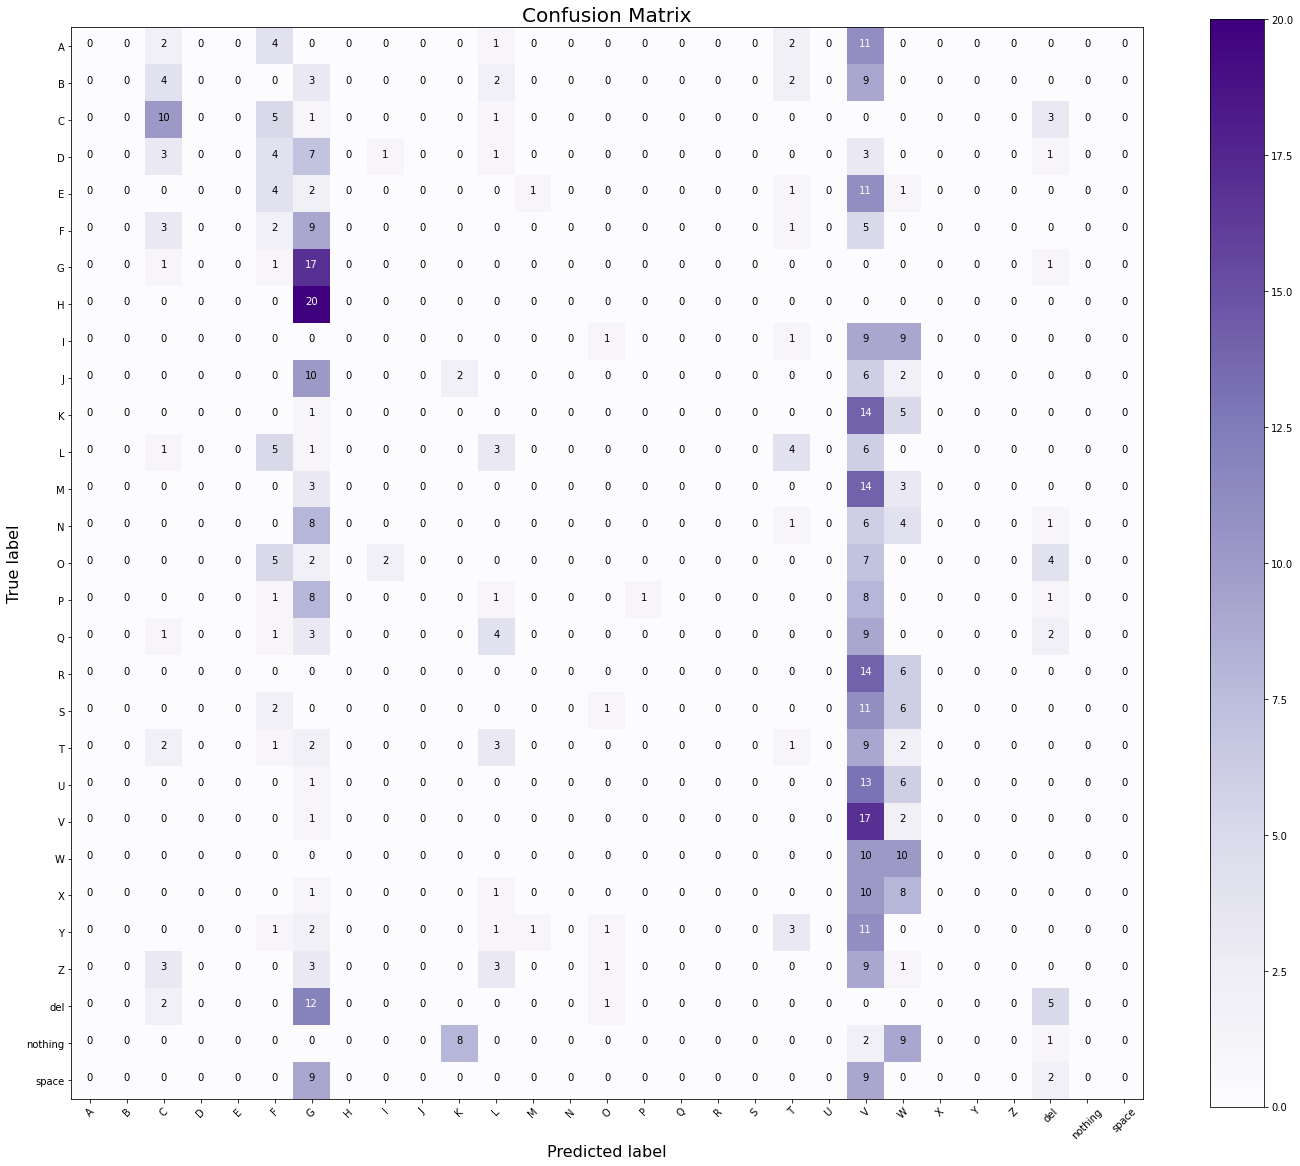 Confusion Matrix
A 0 0 2 0 0 4 0 0 0 0 0 1 0 0 0 0 0 0 0 2 0 11 0 0 0 0 0 0 0
B 0 0 4 0 0 0 3 0 0 0 0 2 0 0 0 0 0 0 0 2 0 9 0 0 0 0 0 0 0
C 0 0 10 0 0 5 1 0 0 0 0 1 0 0 0 0 0 0 0 0 0 0 0 0 0 0 3 0 0
D 0 0 3 0 0 4 7 0 1 0 0 1 0 0 0 0 0 0 0 0 0 3 0 0 0 0 1 0 0
E 0 0 0 0 0 4 2 0 0 0 0 0 1 0 0 0 0 0 0 1 0 11 1 0 0 0 0 0 0
F 0 0 3 0 0 2 9 0 0 0 0 0 0 0 0 0 0 0 0 1 0 5 0 0 0 0 0 0 0
G 0 0 1 0 0 1 17 0 0 0 0 0 0 0 0 0 0 0 0 0 0 0 0 0 0 0 1 0 0
H 0 0 0 0 0 0 20 0 0 0 0 0 0 0 0 0 0 0 0 0 0 0 0 0 0 0 0 0 0
I 0 0 0 0 0 0 0 0 0 0 0 0 0 0 1 0 0 0 0 1 0 9 9 0 0 0 0 0 0
J 0 0 0 0 0 0 10 0 0 0 2 0 0 0 0 0 0 0 0 0 0 6 2 0 0 0 0 0 0
K 0 0 0 0 0 0 1 0 0 0 0 0 0 0 0 0 0 0 0 0 0 14 5 0 0 0 0 0 0
L 0 0 1 0 0 5 1 0 0 0 0 3 0 0 0 0 0 0 0 4 0 6 0 0 0 0 0 0 0
M 0 0 0 0 0 0 3 0 0 0 0 0 0 0 0 0 0 0 0 0 0 14 3 0 0 0 0 0 0
N 0 0 0 0 0 0 8 0 0 0 0 0 0 0 0 0 0 0 0 1 0 6 4 0 0 0 1 0 0
O 0 0 0 0 0 5 2 0 2 0 0 0 0 0 0 0 0 0 0 0 0 7 0 0 0 0 4 0 0
P 0 0 0 0 0 1 8 0 0 0 0 1 0 0 0 1 0 0 0 0 0 8 0 0 0 0 1 0 0
Q 0 0 1 0 0 1 3 0 0 0 0 4 0 0 0 0 0 0 0 0 0 9 0 0 0 0 2 0 0
R 0 0 0 0 0 0 0 0 0 0 0 0 0 0 0 0 0 0 0 0 0 14 6 0 0 0 0 0 0
S 0 0 0 0 0 2 0 0 0 0 0 0 0 0 1 0 0 0 0 0 0 11 6 0 0 0 0 0 0
T 0 0 2 0 0 1 2 0 0 0 0 3 0 0 0 0 0 0 0 1 0 9 2 0 0 0 0 0 0
U 0 0 0 0 0 0 1 0 0 0 0 0 0 0 0 0 0 0 0 0 0 13 6 0 0 0 0 0 0
V 0 0 0 0 0 0 1 0 0 0 0 0 0 0 0 0 0 0 0 0 0 17 2 0 0 0 0 0 0
W 0 0 0 0 0 0 0 0 0 0 0 0 0 0 0 0 0 0 0 0 0 10 10 0 0 0 0 0 0
X 0 0 0 0 0 0 1 0 0 0 0 1 0 0 0 0 0 0 0 0 0 10 8 0 0 0 0 0 0
Y 0 0 0 0 0 1 2 0 0 0 0 1 1 0 1 0 0 0 0 3 0 11 0 0 0 0 0 0 0
Z 0 0 3 0 0 0 3 0 0 0 0 3 0 0 1 0 0 0 0 0 0 9 1 0 0 0 0 0 0
del 0 0 2 0 0 0 12 0 0 0 0 0 0 0 1 0 0 0 0 0 0 0 0 0 0 0 5 0 0
nothing 0 0 0 0 0 0 0 0 0 0 8 0 0 0 0 0 0 0 0 0 0 2 9 0 0 0 1 0 0
space 0 0 0 0 0 0 9 0 0 0 0 0 0 0 0 0 0 0 0 0 0 9 0 0 0 0 2 0 0
A B C D E F G H I J K L M N O P Q R S T U V W X Y Z del nothing space
True label
Predicted label
20.0
17.5
15.0
12.5
10.0
7.5
5.0
2.5
0.0